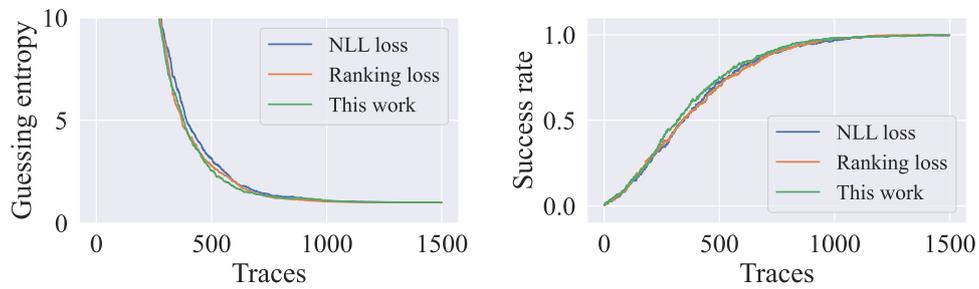 Guessing entropy
10
5
0
NLL loss
Ranking loss
This work
0 500 1000 1500
Traces
Success rate
1.0
0.5
0.0
NLL loss
Ranking loss
This work
0 500 1000 1500
Traces